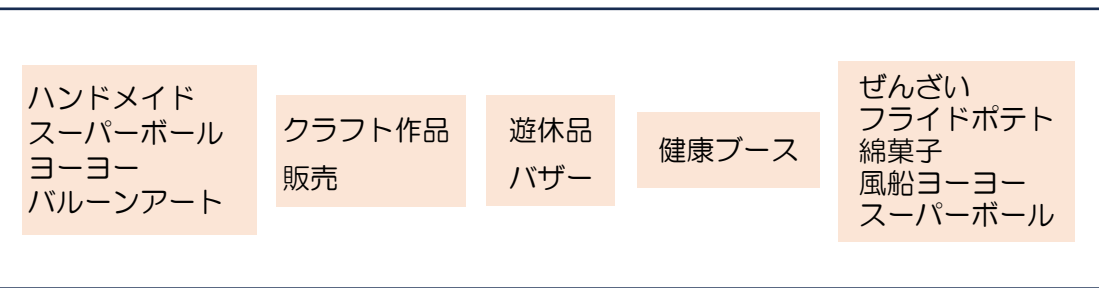 ハンドメイド
スーパーボール
ヨーヨー
バルーンアート
クラフト作品
販売
遊休品
バザー
健康ブース
ぜんざい
フライドポテト
綿菓子
風船ヨーヨー
スーパーボール